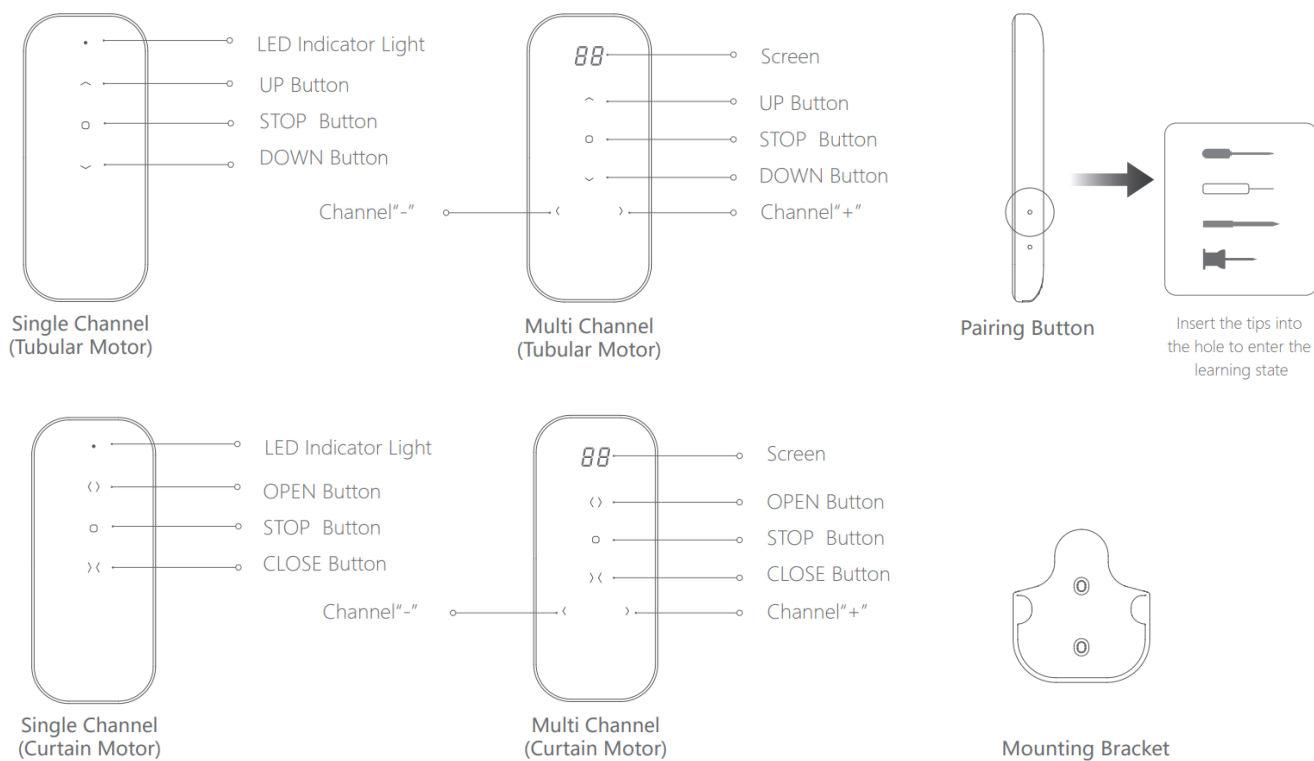 LED Indicator Light
UP Button
STOP Button
DOWN Button
Single Channel
(Tubular Motor)
88
Screen
UP Button
STOP Button
DOWN Button
Channel"-"
Channel"+"
Multi Channel
(Tubular Motor)
Pairing Button
Insert the tips into
the hole to enter the
learning state
LED Indicator Light
OPEN Button
STOP Button
CLOSE Button
Single Channel
(Curtain Motor)
88
Screen
OPEN Button
STOP Button
CLOSE Button
Channel"-"
Channel"+"
Multi Channel
(Curtain Motor)
Mounting Bracket